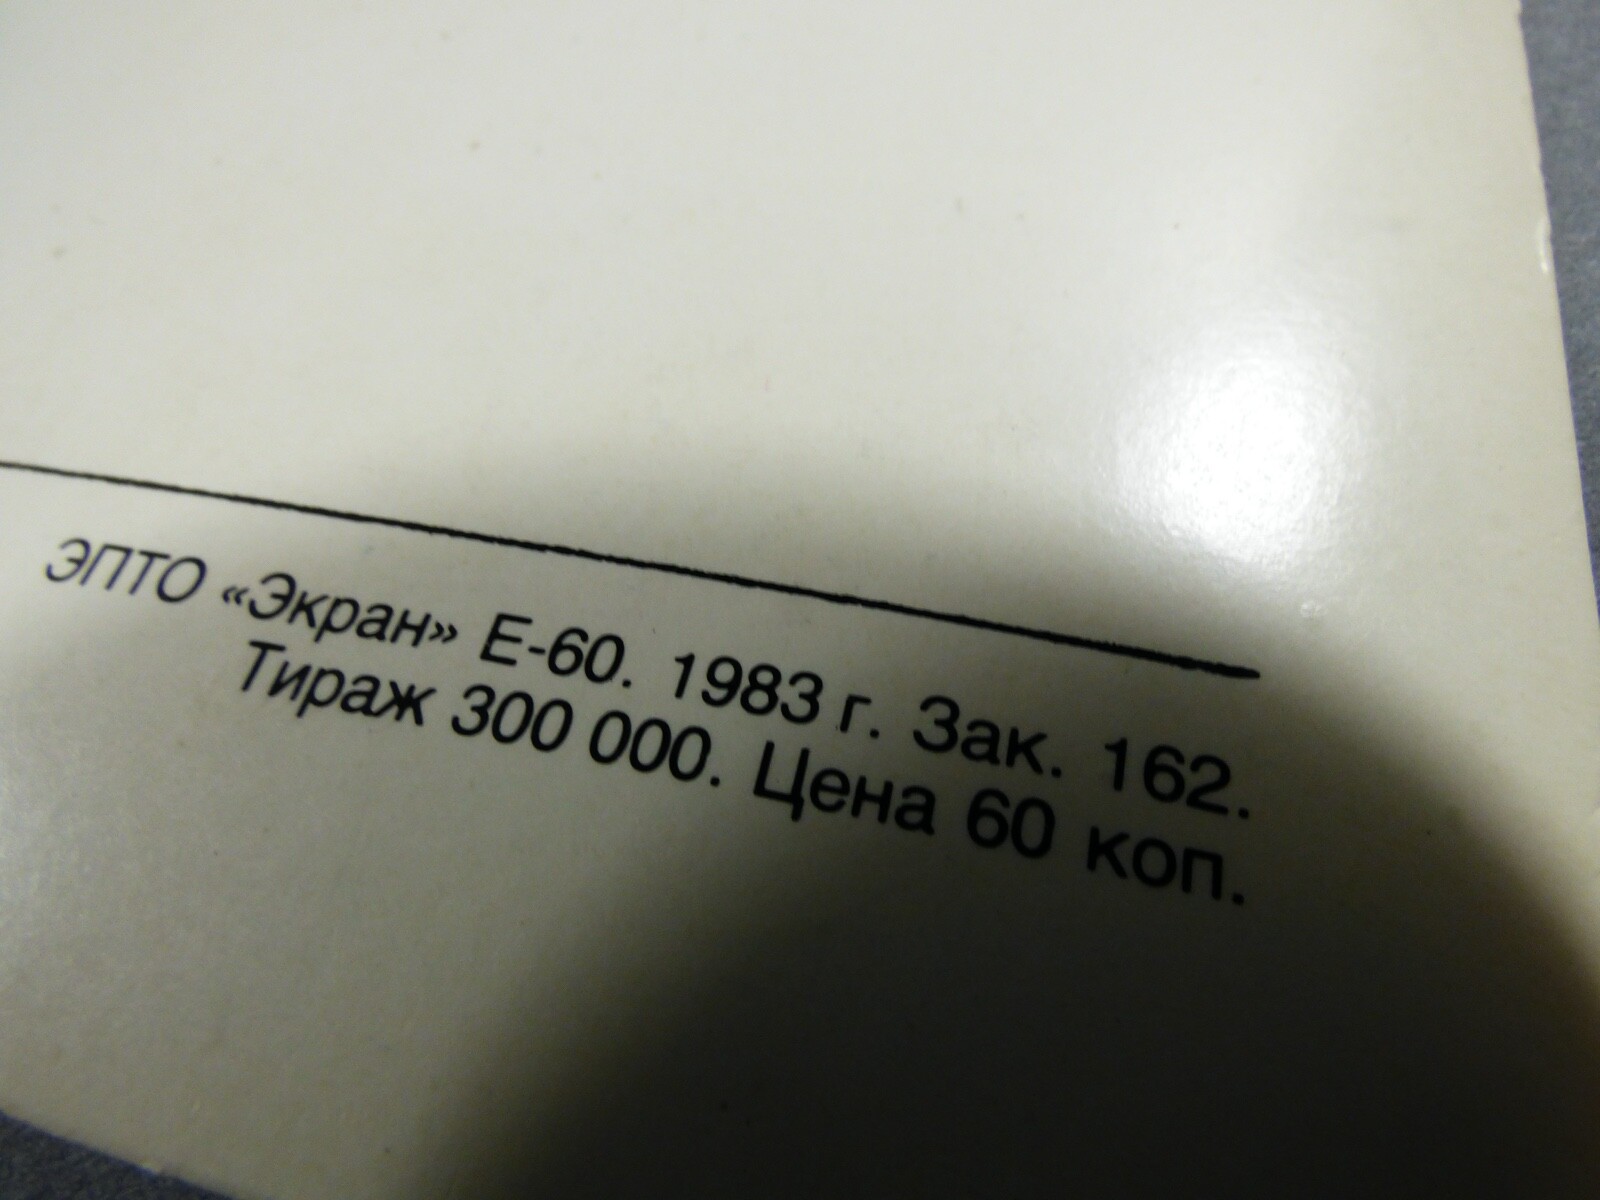 ЭПТО «Экран» Е-60. 1983 г. Зак. 162.
Тираж 300 000. Цена 60 коп.